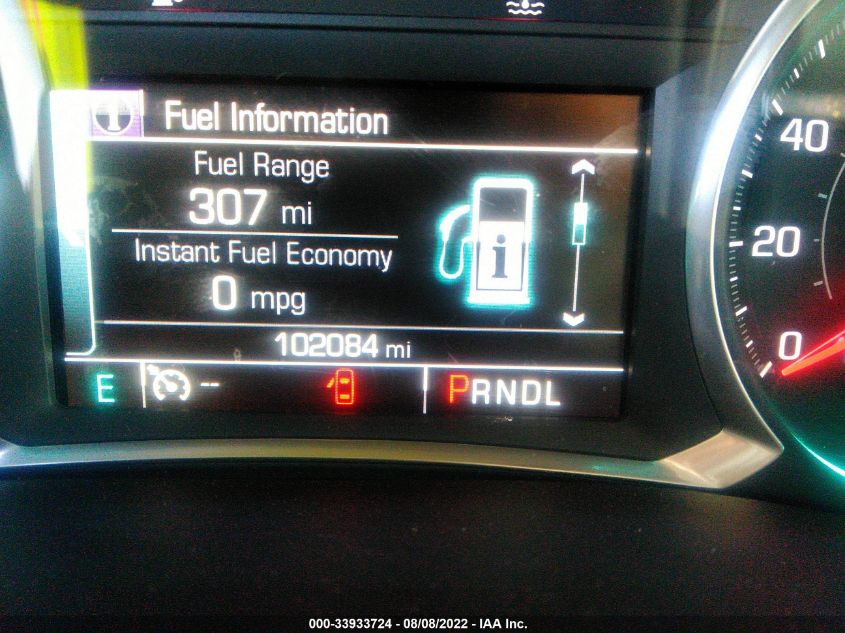 Fuel Information
Fuel Range
307 mi
Instant Fuel Economy
0 mpg
i
102084 mi
E -- PRNDL
40
20
0
000-33933724 - 08/08/2022 - IAA Inc.